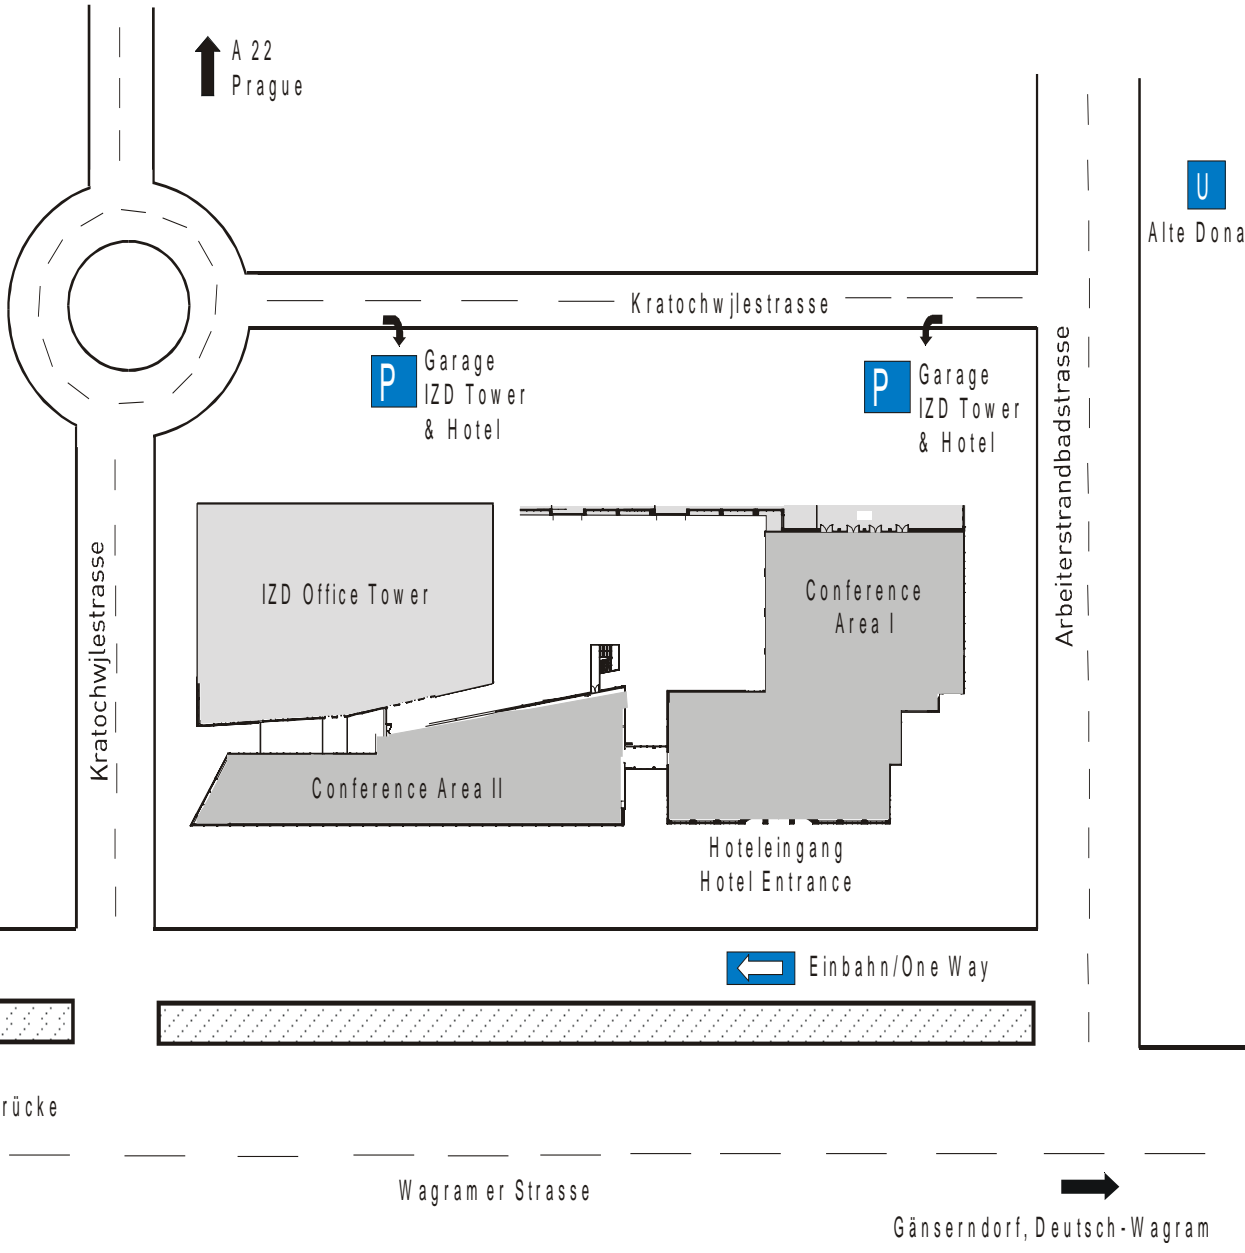 A 22
Prague
U
Alte Dona
Kratochwjlestrasse
P
Garage
IZD Tower
& Hotel
P
Garage
IZD Tower
& Hotel
Arbeiterstrandbadstrasse
Kratochwjlestrasse
IZD Office Tower
Conference
Area I
Conference Area II
Hoteleingang
Hotel Entrance
Einbahn/One Way
rücke
Wagramer Strasse
Gänserndorf, Deutsch-Wagram